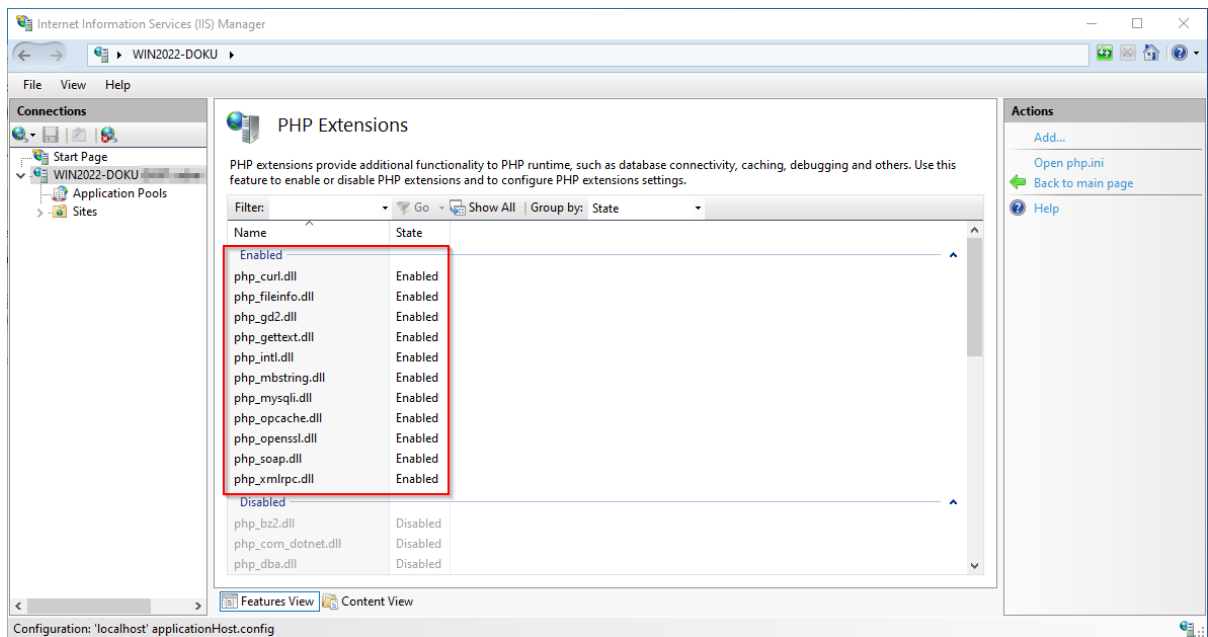 Internet Information Services (IIS) Manager
WIN2022-DOKU
File View Help
Connections
Start Page
WIN2022-DOKU
Application Pools
Sites
PHP Extensions
PHP extensions provide additional functionality to PHP runtime, such as database connectivity, caching, debugging and others. Use this
feature to enable or disable PHP extensions and to configure PHP extensions settings.
Filter: Go Show All Group by: State
Name State
Enabled
php_curl.dll Enabled
php_fileinfo.dll Enabled
php_gd2.dll Enabled
php_gettext.dll Enabled
php_intl.dll Enabled
php_mbstring.dll Enabled
php_mysqli.dll Enabled
php_opcache.dll Enabled
php_openssl.dll Enabled
php_soap.dll Enabled
php_xmlrpc.dll Enabled
Disabled
php_bz2.dll Disabled
php_com_dotnet.dll Disabled
php_dba.dll Disabled
Features View Content View
Actions
Add...
Open php.ini
Back to main page
Help
Configuration: 'localhost' applicationHost.config